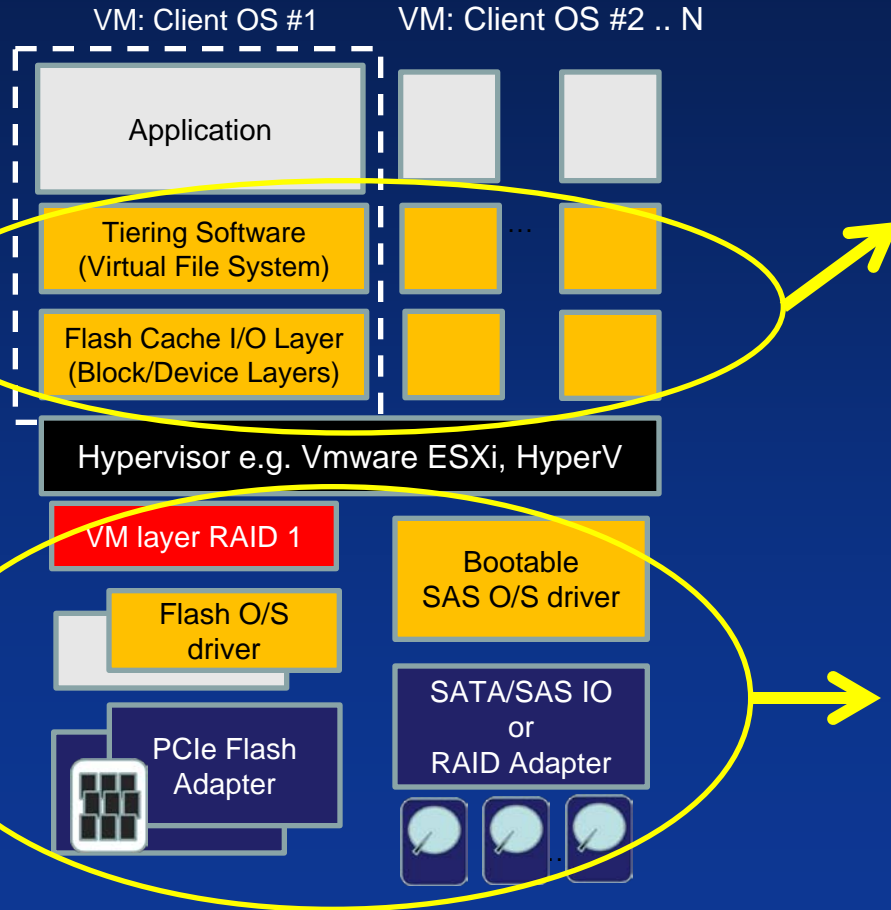 VM: Client OS #1
VM: Client OS #2 .. N
Application
Tiering Software
(Virtual File System)
...
Flash Cache I/O Layer
(Block/Device Layers)
Hypervisor e.g. Vmware ESXi, HyperV
VM layer RAID 1
Bootable
SAS O/S driver
Flash O/S
driver
SATA/SAS IO
or
RAID Adapter
PCIe Flash
Adapter
..